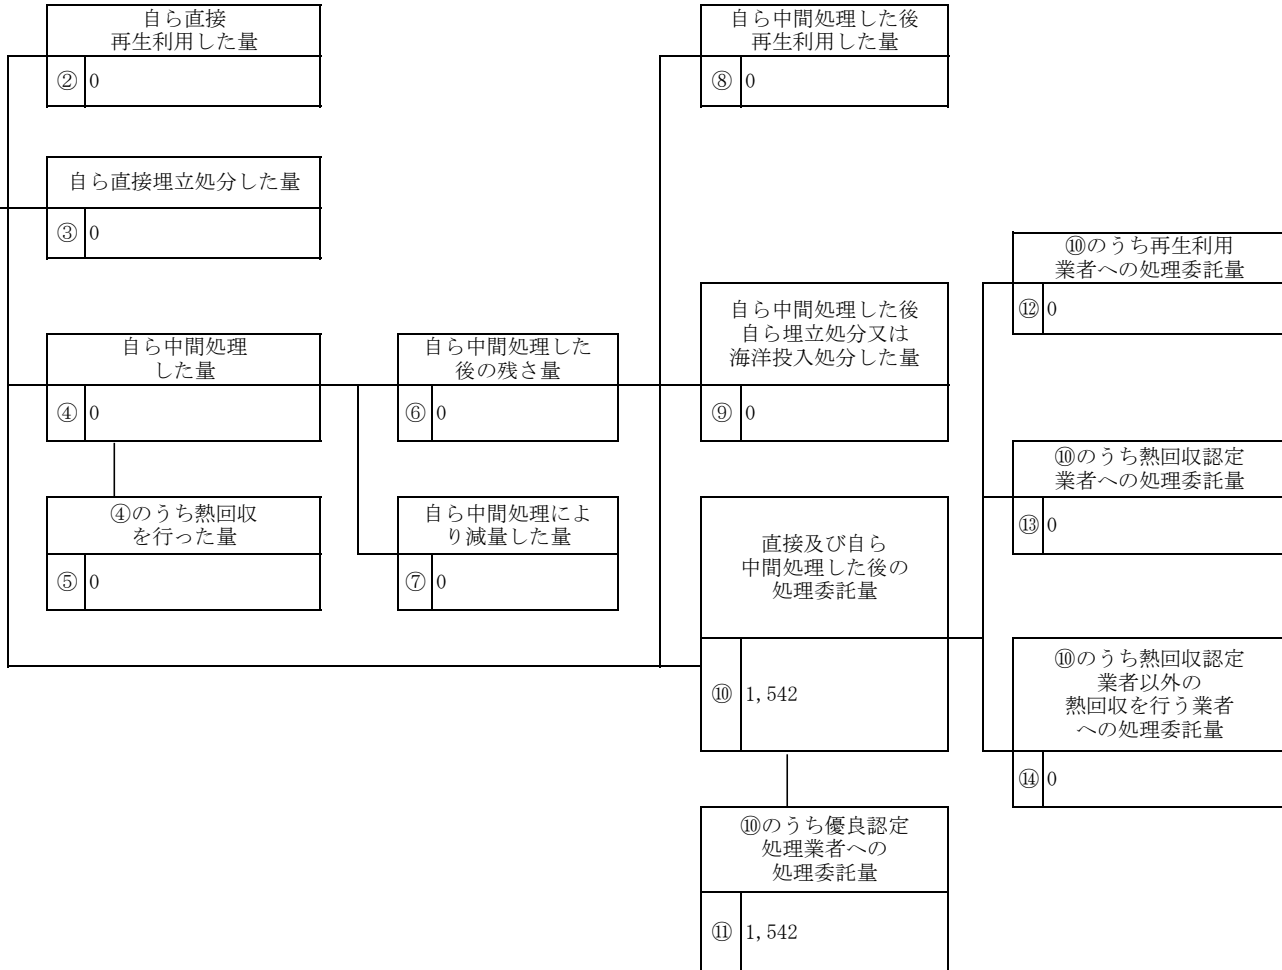 自ら直接
再生利用した量
② 0
自ら直接埋立処分した量
③ 0
自ら中間処理
した量
④ 0
④のうち熱回収
を行った量
⑤ 0
自ら中間処理した
後の残さ量
⑥ 0
自ら中間処理によ
り減量した量
⑦ 0
自ら中間処理した後
再生利用した量
⑧ 0
自ら中間処理した後
自ら埋立処分又は
海洋投入処分した量
⑨ 0
直接及び自ら
中間処理した後の
処理委託量
⑩ 1,542
⑩のうち優良認定
処理業者への
処理委託量
⑪ 1,542
⑩のうち再生利用
業者への処理委託量
⑫ 0
⑩のうち熱回収認定
業者への処理委託量
⑬ 0
⑩のうち熱回収認定
業者以外の
熱回収を行う業者
への処理委託量
⑭ 0